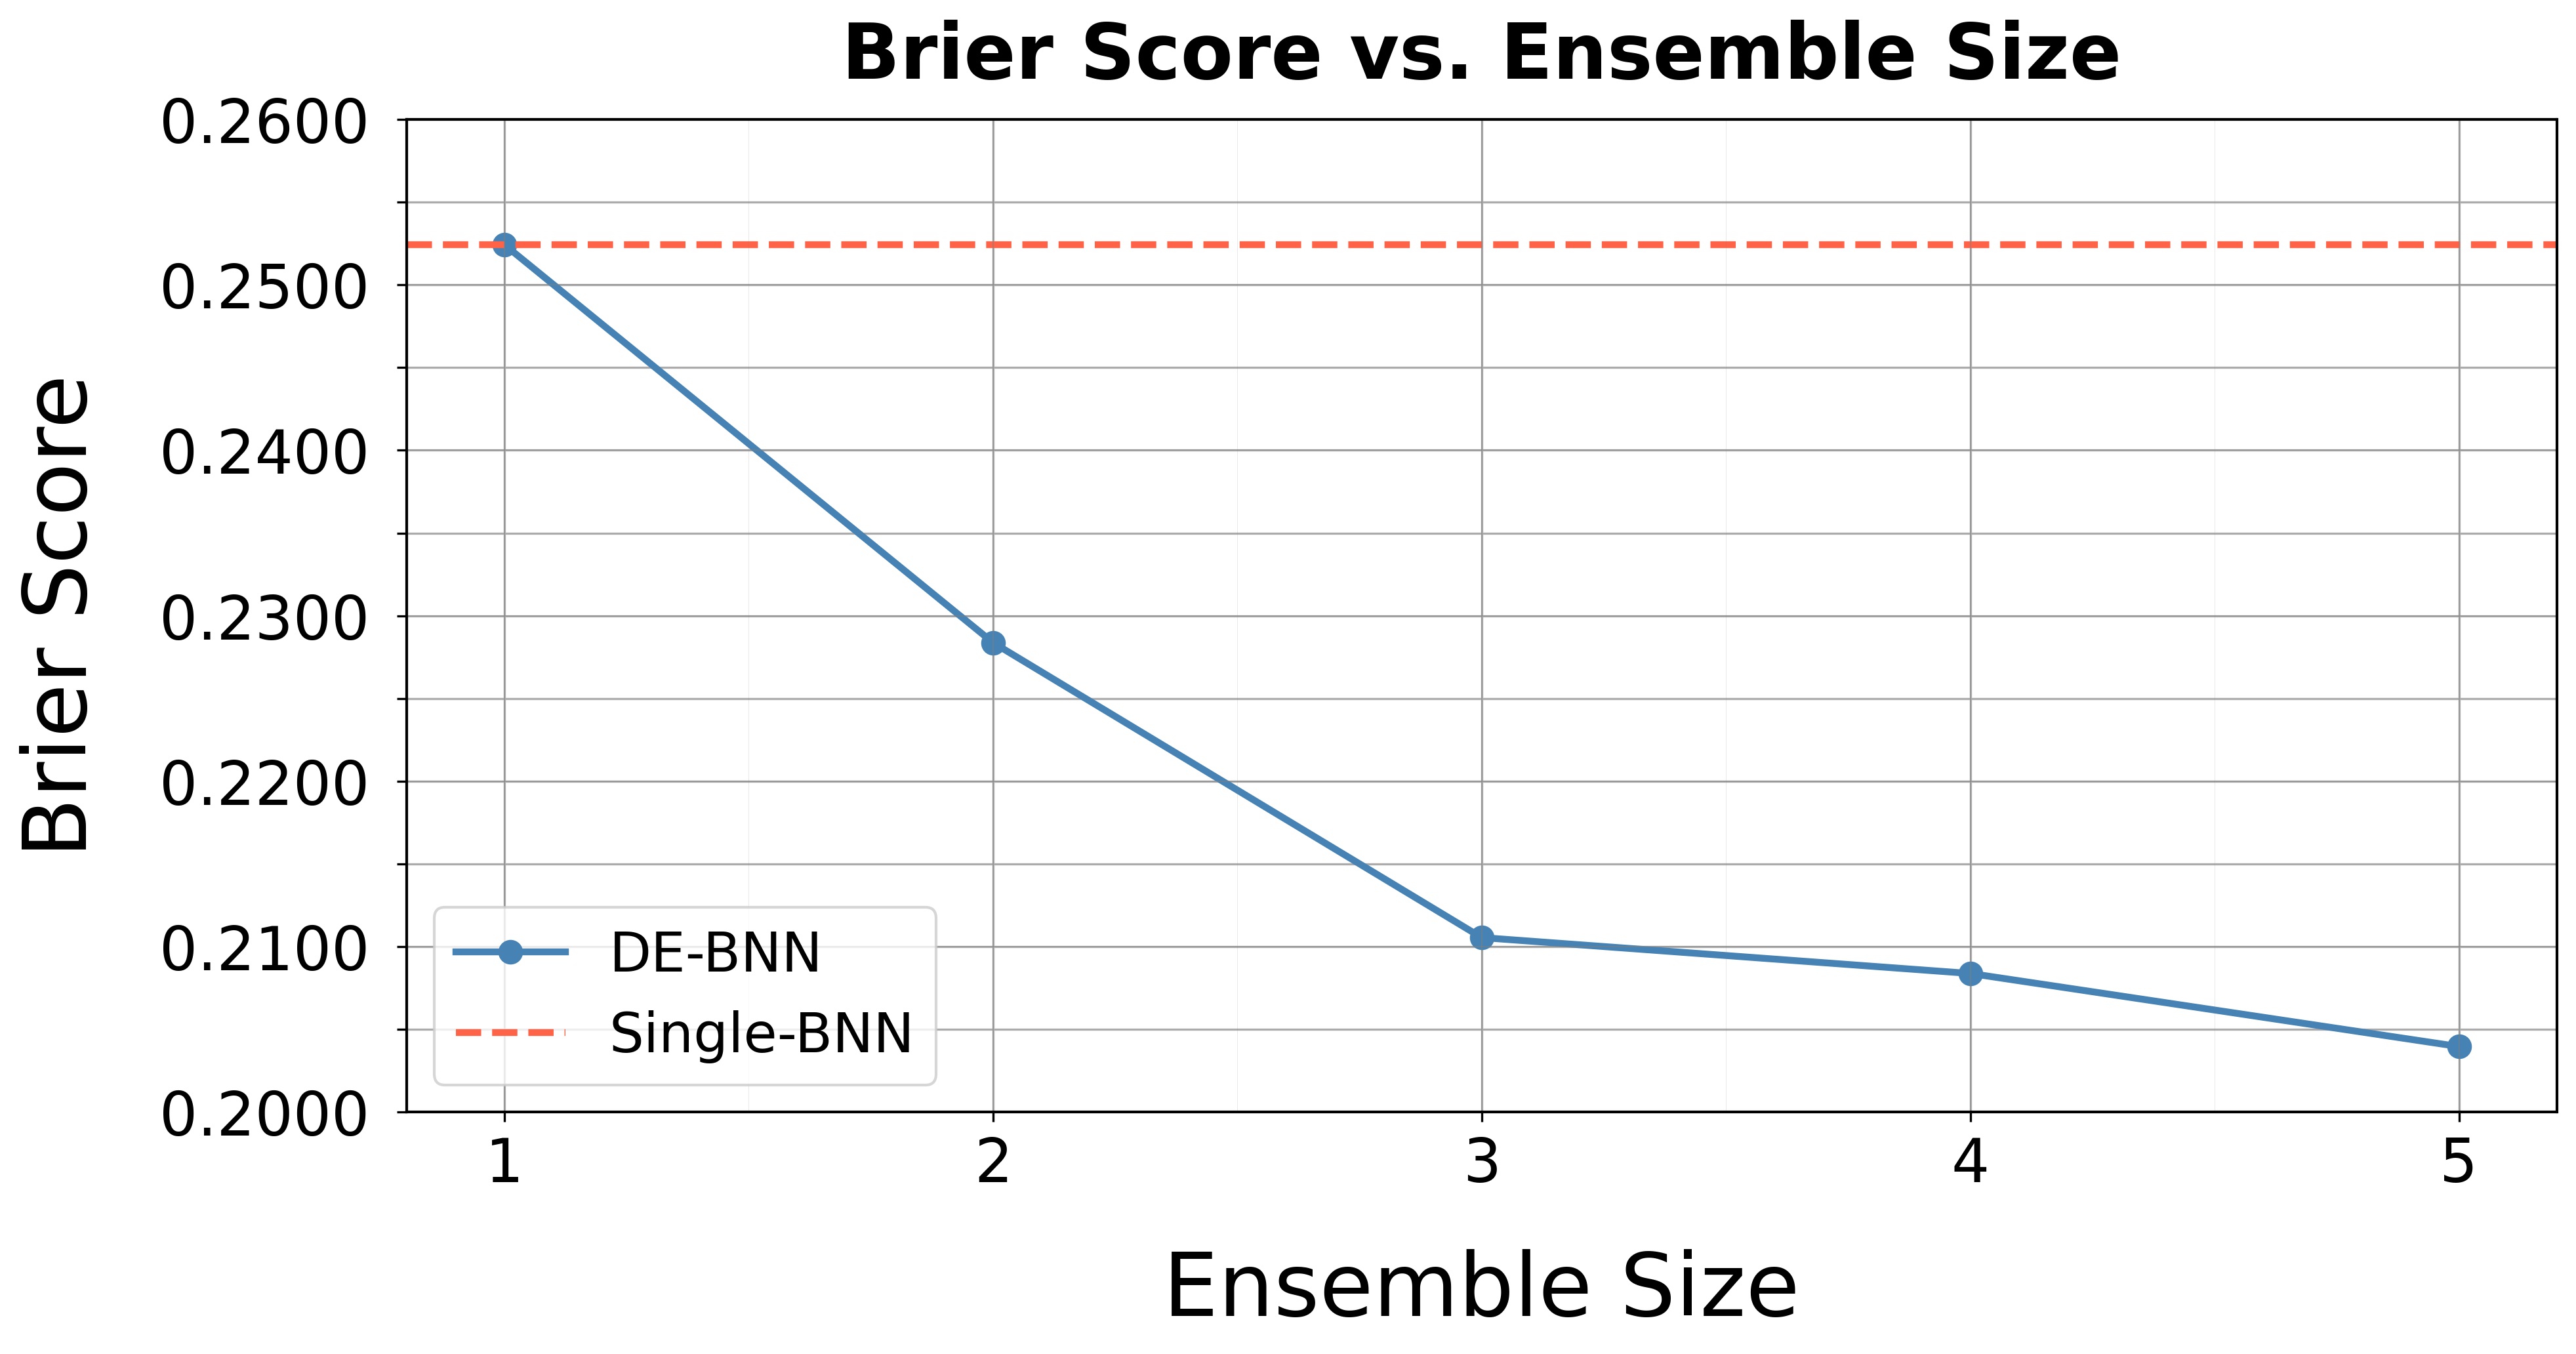 Brier Score vs. Ensemble Size
Brier Score
0.2600
0.2500
0.2400
0.2300
0.2200
0.2100
0.2000
DE-BNN
Single-BNN
1 2 3 4 5
Ensemble Size